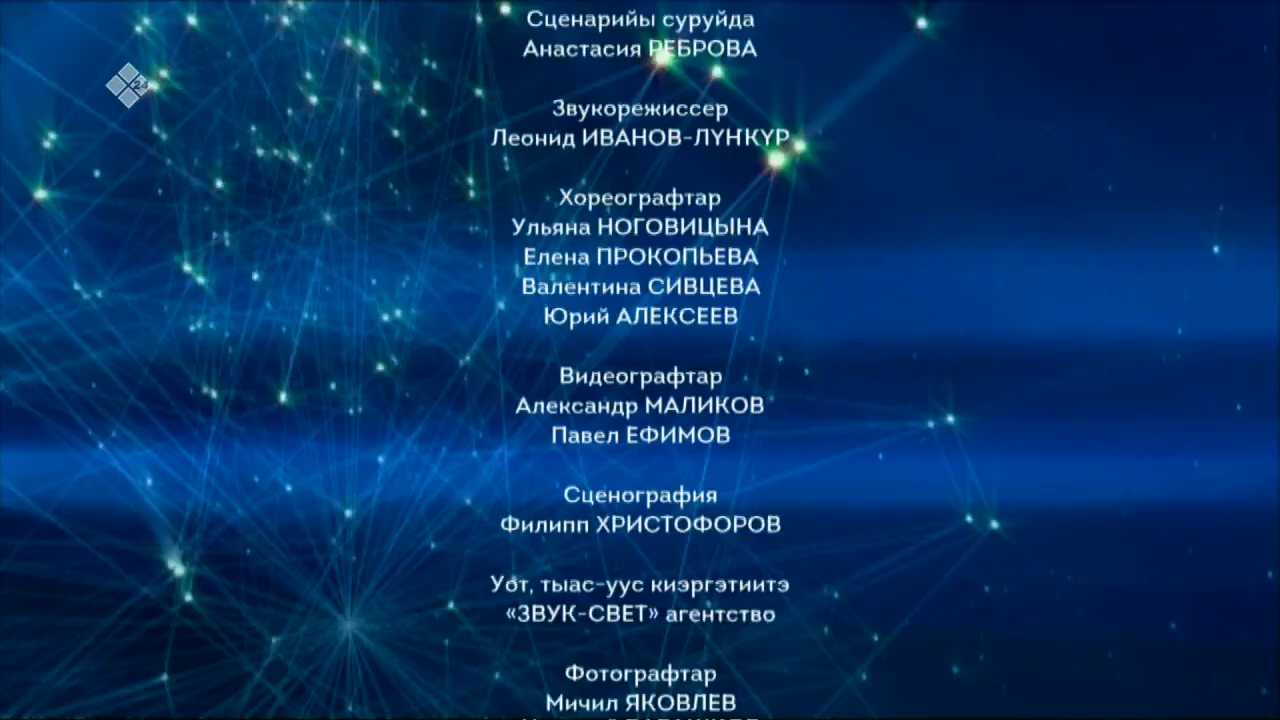 Сценарийы суруйда
Анастасия РЕБРОВА
Звукорежиссер
Леонид ИВАНОВ-ЛҮҤКҮР
Хореографтар
Ульяна НОГОВИЦЫНА
Елена ПРОКОПЬЕВА
Валентина СИВЦЕВА
Юрий АЛЕКСЕЕВ
Видеографтар
Александр МАЛИКОВ
Павел ЕФИМОВ
Сценография
Филипп ХРИСТОФОРОВ
Уот, тыас-уус киэргэтиитэ
«ЗВУК-СВЕТ» агентство
Фотографтар
Мичил ЯКОВЛЕВ